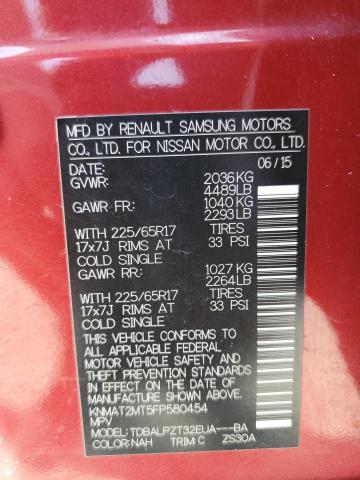 MFD BY RENAULT SAMSUNG MOTORS
CO., LTD. FOR NISSAN MOTOR CO., LTD.
DATE: 06/15
GVWR: 2036KG
4489LB
GAWR FR: 1040 KG
2293LB
WITH 225/65R17 TIRES
17x7J RIMS AT 33 PSI
COLD SINGLE
GAWR RR: 1027 KG
2264LB
WITH 225/65R17 TIRES
17x7J RIMS AT 33 PSI
COLD SINGLE
THIS VEHICLE CONFORMS TO ALL
APPLICABLE FEDERAL
MOTOR VEHICLE SAFETY AND
THEFT PREVENTION STANDARDS IN
EFFECT ON THE DATE OF
MANUFACTURE SHOWN ABOVE.
KNMAT2MT5FP580454
MPV
MODEL:TDBALPZT32EUA---BA
COLOR:NAH TRIM C ZS30A